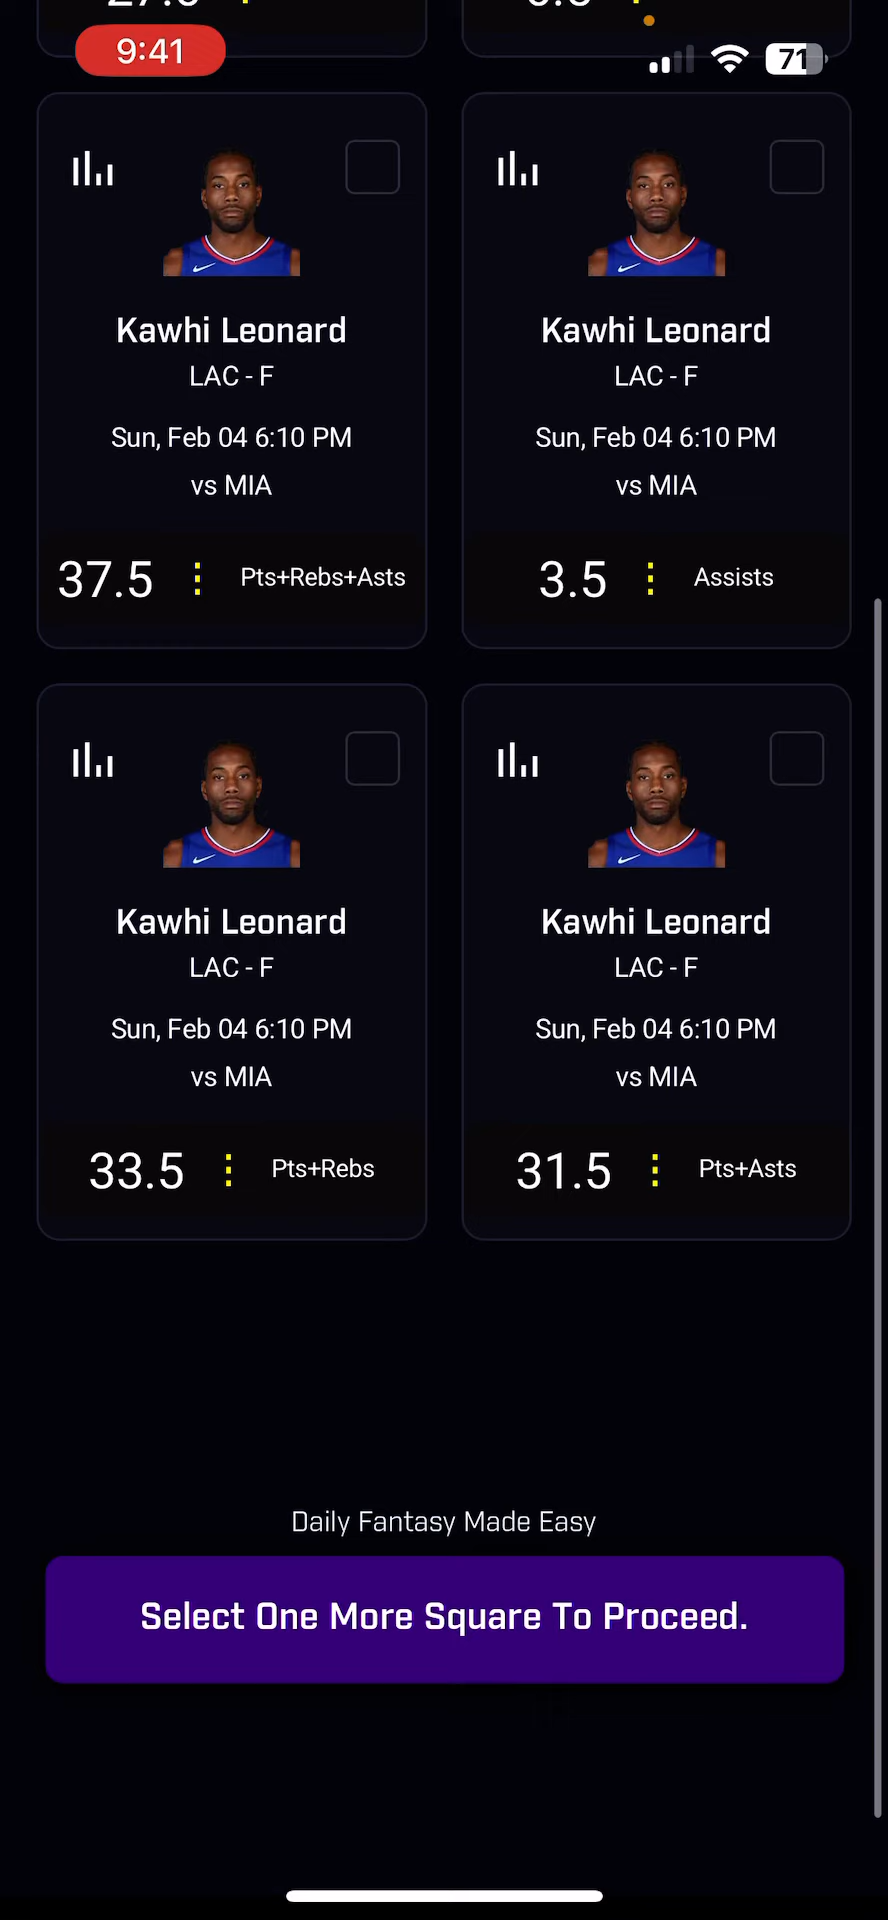 9:41
71
Kawhi Leonard
LAC - F
Sun, Feb 04 6:10 PM
vs MIA
37.5 Pts+Rebs+Asts
Kawhi Leonard
LAC - F
Sun, Feb 04 6:10 PM
vs MIA
3.5 Assists
Kawhi Leonard
LAC - F
Sun, Feb 04 6:10 PM
vs MIA
33.5 Pts+Rebs
Kawhi Leonard
LAC - F
Sun, Feb 04 6:10 PM
vs MIA
31.5 Pts+Asts
Daily Fantasy Made Easy
Select One More Square To Proceed.